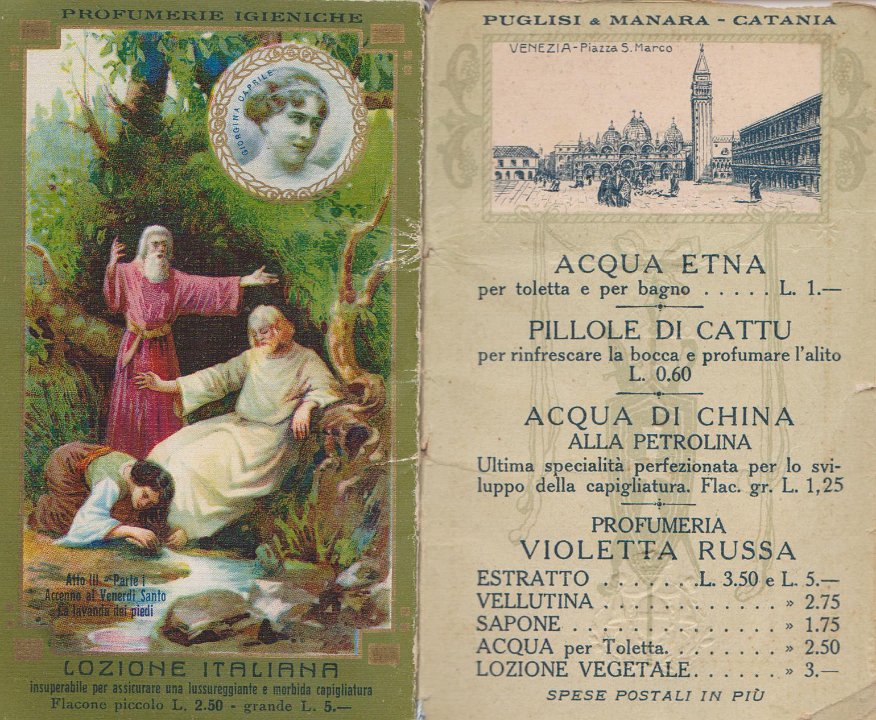 PROFUMERIE IGIENICHE
GIORGINA CAPRILE
Atto III - Parte I
Accenno al Venerdì Santo
La lavanda dei piedi
LOZIONE ITALIANA
insuperabile per assicurare una lussureggiante e morbida capigliatura
Flacone piccolo L. 2.50 - grande L. 5.—
PUGLISI & MANARA - CATANIA
VENEZIA - Piazza S. Marco
ACQUA ETNA
per toletta e per bagno ..... L. 1.—
PILLOLE DI CATTU
per rinfrescare la bocca e profumare l'alito
L. 0.60
ACQUA DI CHINA
ALLA PETROLINA
Ultima specialità perfezionata per lo svi-
luppo della capigliatura. Flac. gr. L. 1,25
PROFUMERIA
VIOLETTA RUSSA
ESTRATTO .......L. 3.50 e L. 5.—
VELLUTINA ............. » 2.75
SAPONE ............... » 1.75
ACQUA per Toletta.......... » 2.50
LOZIONE VEGETALE........ » 3.—
SPESE POSTALI IN PIÙ